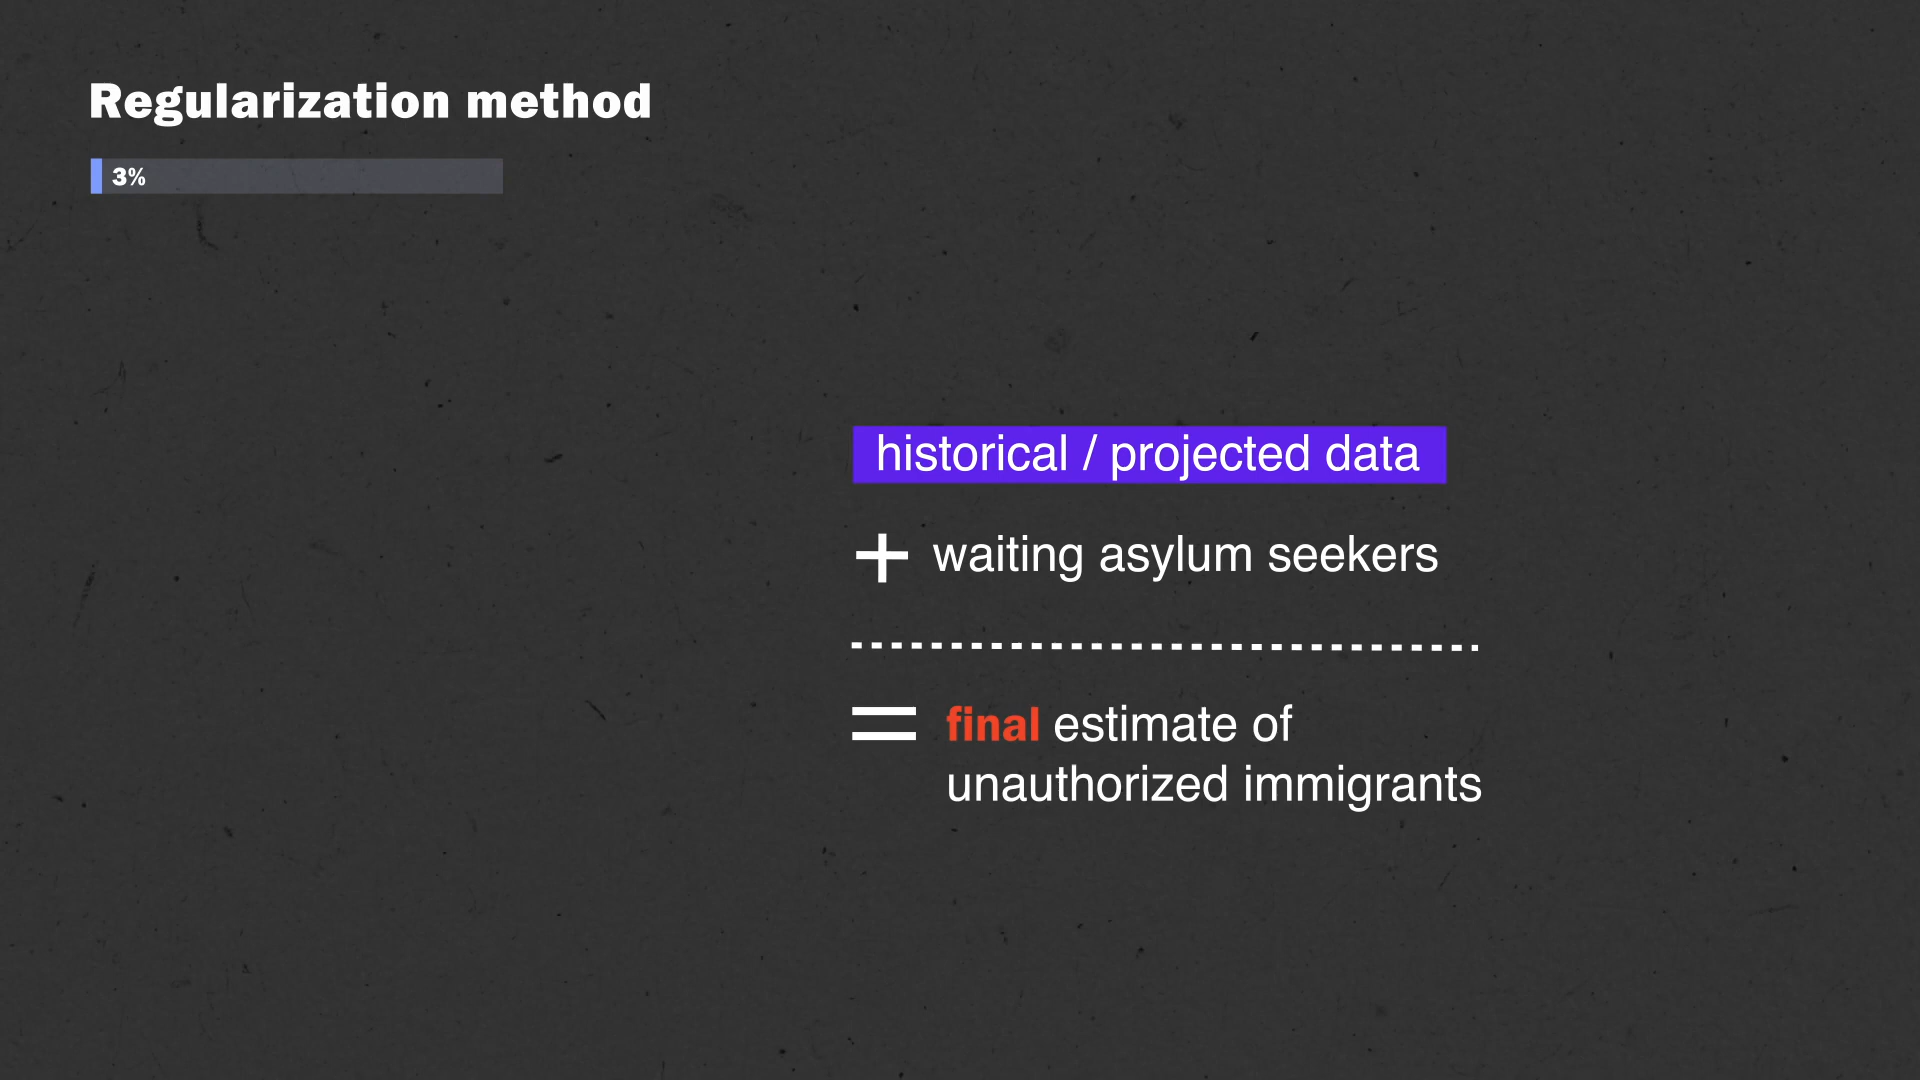 Regularization method
3%
historical / projected data
+ waiting asylum seekers
= final estimate of
unauthorized immigrants